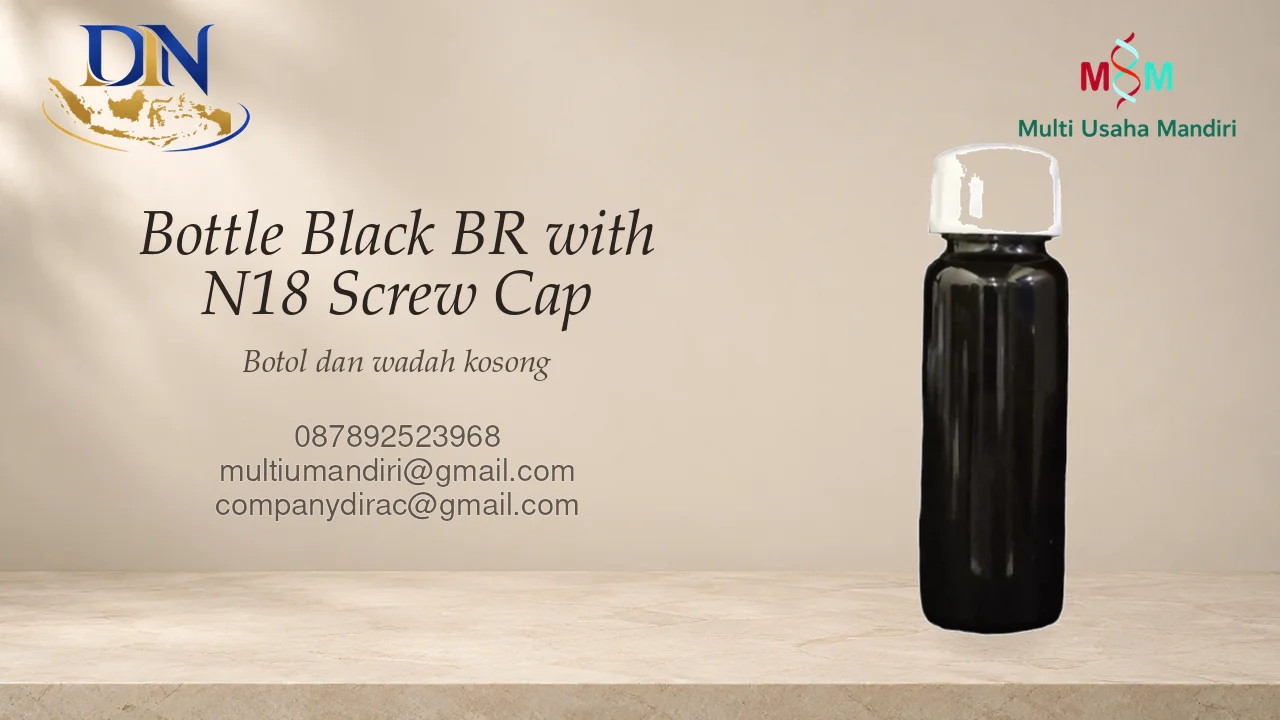 DN
M M
Multi Usaha Mandiri
Bottle Black BR with
N18 Screw Cap
Botol dan wadah kosong
087892523968
multiumandiri@gmail.com
companydirac@gmail.com